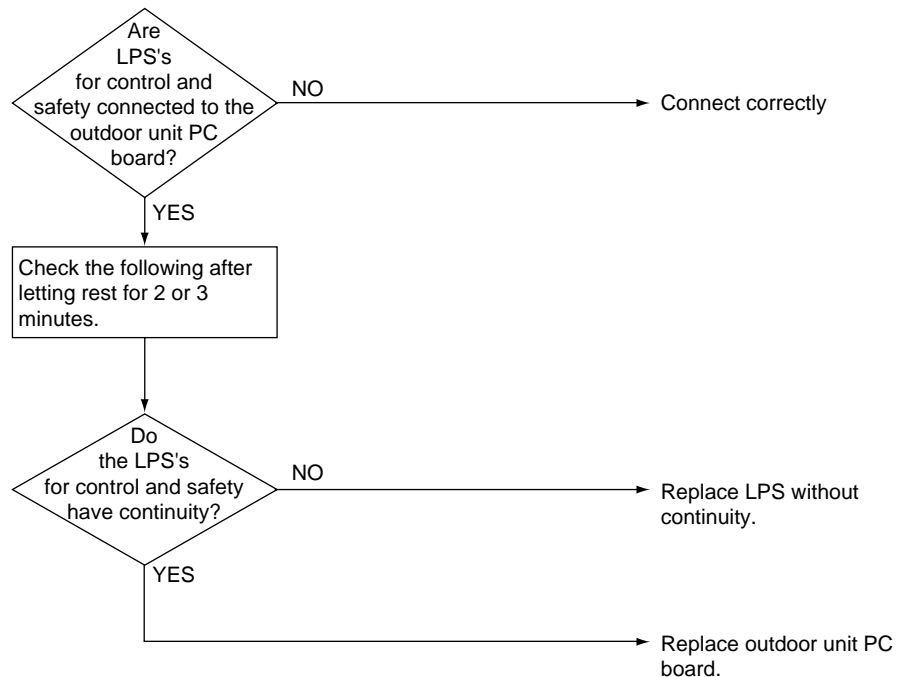 Are
LPS's
for control and
safety connected to the
outdoor unit PC
board?
NO
Connect correctly
YES
Check the following after
letting rest for 2 or 3
minutes.
Do
the LPS's
for control and safety
have continuity?
NO
Replace LPS without
continuity.
YES
Replace outdoor unit PC
board.